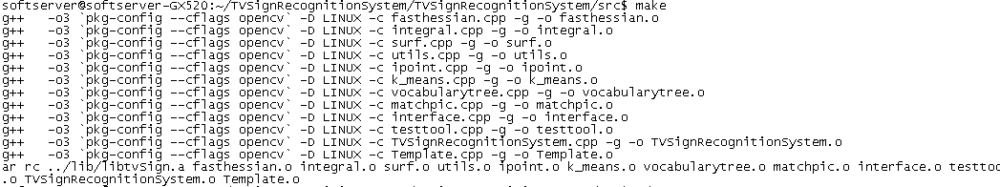 softserver@softserver-GX520:~/TVSignRecognitionSystem/TVSignRecognitionSystem/src$ make
g++ -o3 `pkg-config --cflags opencv` -D LINUX -c fasthessian.cpp -g -o fasthessian.o
g++ -o3 `pkg-config --cflags opencv` -D LINUX -c integral.cpp -g -o integral.o
g++ -o3 `pkg-config --cflags opencv` -D LINUX -c surf.cpp -g -o surf.o
g++ -o3 `pkg-config --cflags opencv` -D LINUX -c utils.cpp -g -o utils.o
g++ -o3 `pkg-config --cflags opencv` -D LINUX -c ipoint.cpp -g -o ipoint.o
g++ -o3 `pkg-config --cflags opencv` -D LINUX -c k_means.cpp -g -o k_means.o
g++ -o3 `pkg-config --cflags opencv` -D LINUX -c vocabularytree.cpp -g -o vocabularytree.o
g++ -o3 `pkg-config --cflags opencv` -D LINUX -c matchpic.cpp -g -o matchpic.o
g++ -o3 `pkg-config --cflags opencv` -D LINUX -c interface.cpp -g -o interface.o
g++ -o3 `pkg-config --cflags opencv` -D LINUX -c testtool.cpp -g -o testtool.o
g++ -o3 `pkg-config --cflags opencv` -D LINUX -c TVSignRecognitionSystem.cpp -g -o TVSignRecognitionSystem.o
g++ -o3 `pkg-config --cflags opencv` -D LINUX -c Template.cpp -g -o Template.o
ar rc ../lib/libtvSign.a fasthessian.o integral.o surf.o utils.o ipoint.o k_means.o vocabularytree.o matchpic.o interface.o testtoo
.o TVSignRecognitionSystem.o Template.o